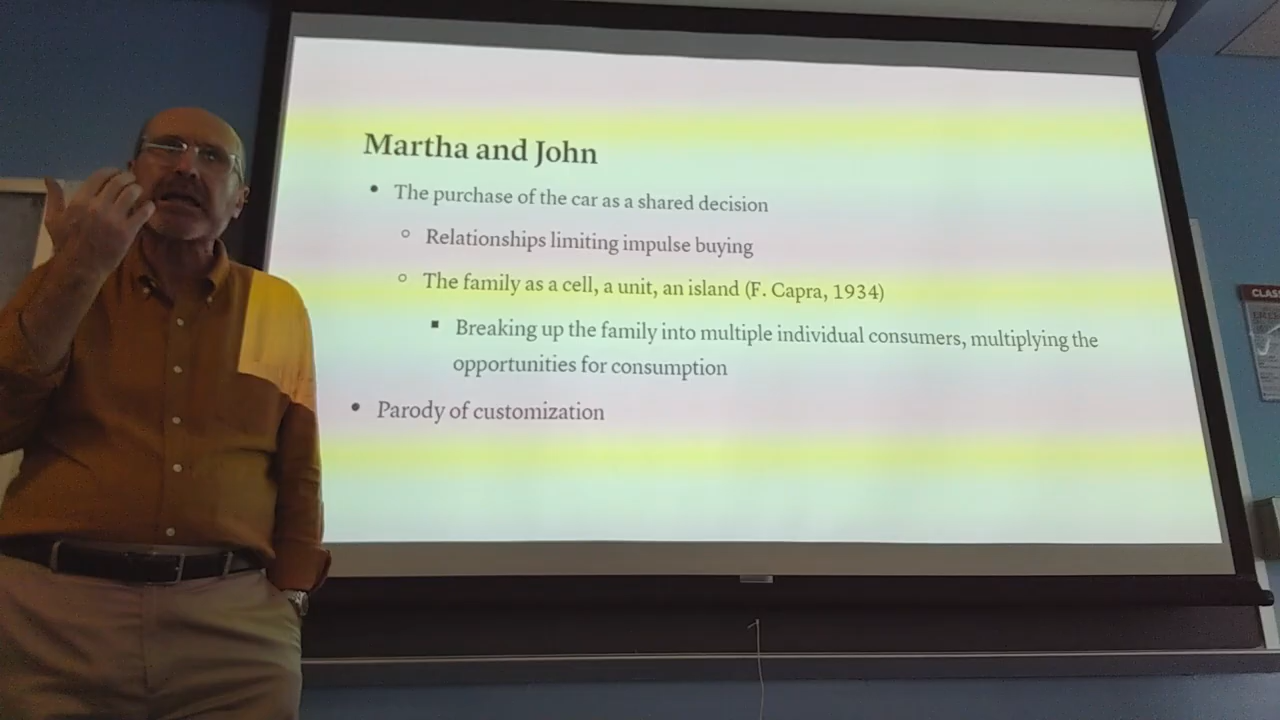 Martha and John
• The purchase of the car as a shared decision
○ Relationships limiting impulse buying
○ The family as a cell, a unit, an island (F. Capra, 1934)
■ Breaking up the family into multiple individual consumers, multiplying the
opportunities for consumption
• Parody of customization
CLAS